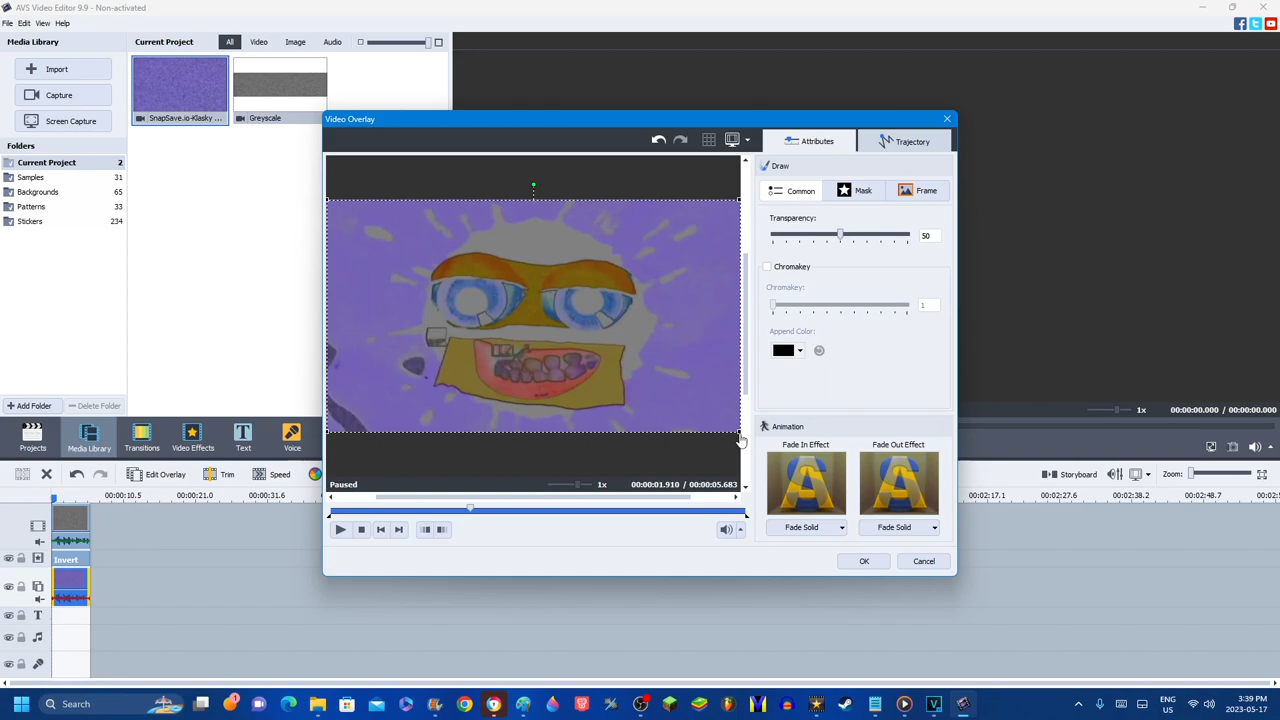 AVS Video Editor 9.9 - Non-activated
File Edit View Help
Media Library
Current Project
All
Video
Image
Audio
Import
Capture
Screen Capture
SnapSave.io-Klasky ...
Greyscale
Folders
Current Project 2
Samples 31
Backgrounds 65
Patterns 33
Stickers 234
Add Folder
Delete Folder
Video Overlay
Attributes
Trajectory
Draw
Common
Mask
Frame
Transparency:
50
Chromakey
Chromakey:
1
Append Color:
Animation
Fade In Effect
Fade Out Effect
Fade Solid
Fade Solid
Paused
1x
00:00:01.910 / 00:00:05.683
OK
Cancel
1x
00:00:00.000 / 00:00:00.000
Projects
Media Library
Transitions
Video Effects
Text
Voice
Edit Overlay
Trim
Speed
Storyboard
Zoom:
00:00:10.5
00:00:21.0
00:00:31.6
00:02:17.1
00:02:27.6
00:02:38.2
00:02:48.7
Invert
T
Search
1
ENG
US
3:39 PM
2023-05-17